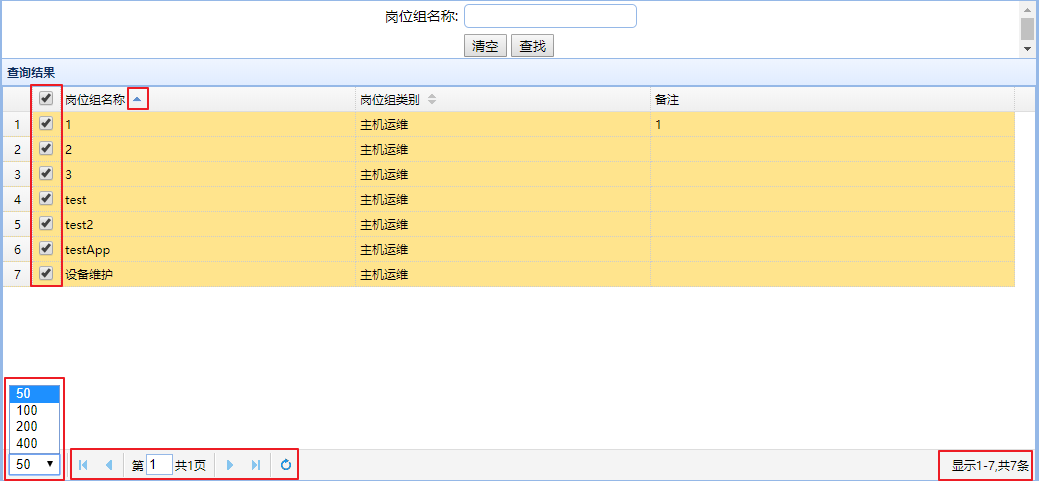 岗位组名称:
清空 查找
查询结果
岗位组名称 岗位组类别 备注
1 1 主机运维 1
2 2 主机运维
3 3 主机运维
4 test 主机运维
5 test2 主机运维
6 testApp 主机运维
7 设备维护 主机运维
50
100
200
400
50 第 1 共1页 显示1-7,共7条